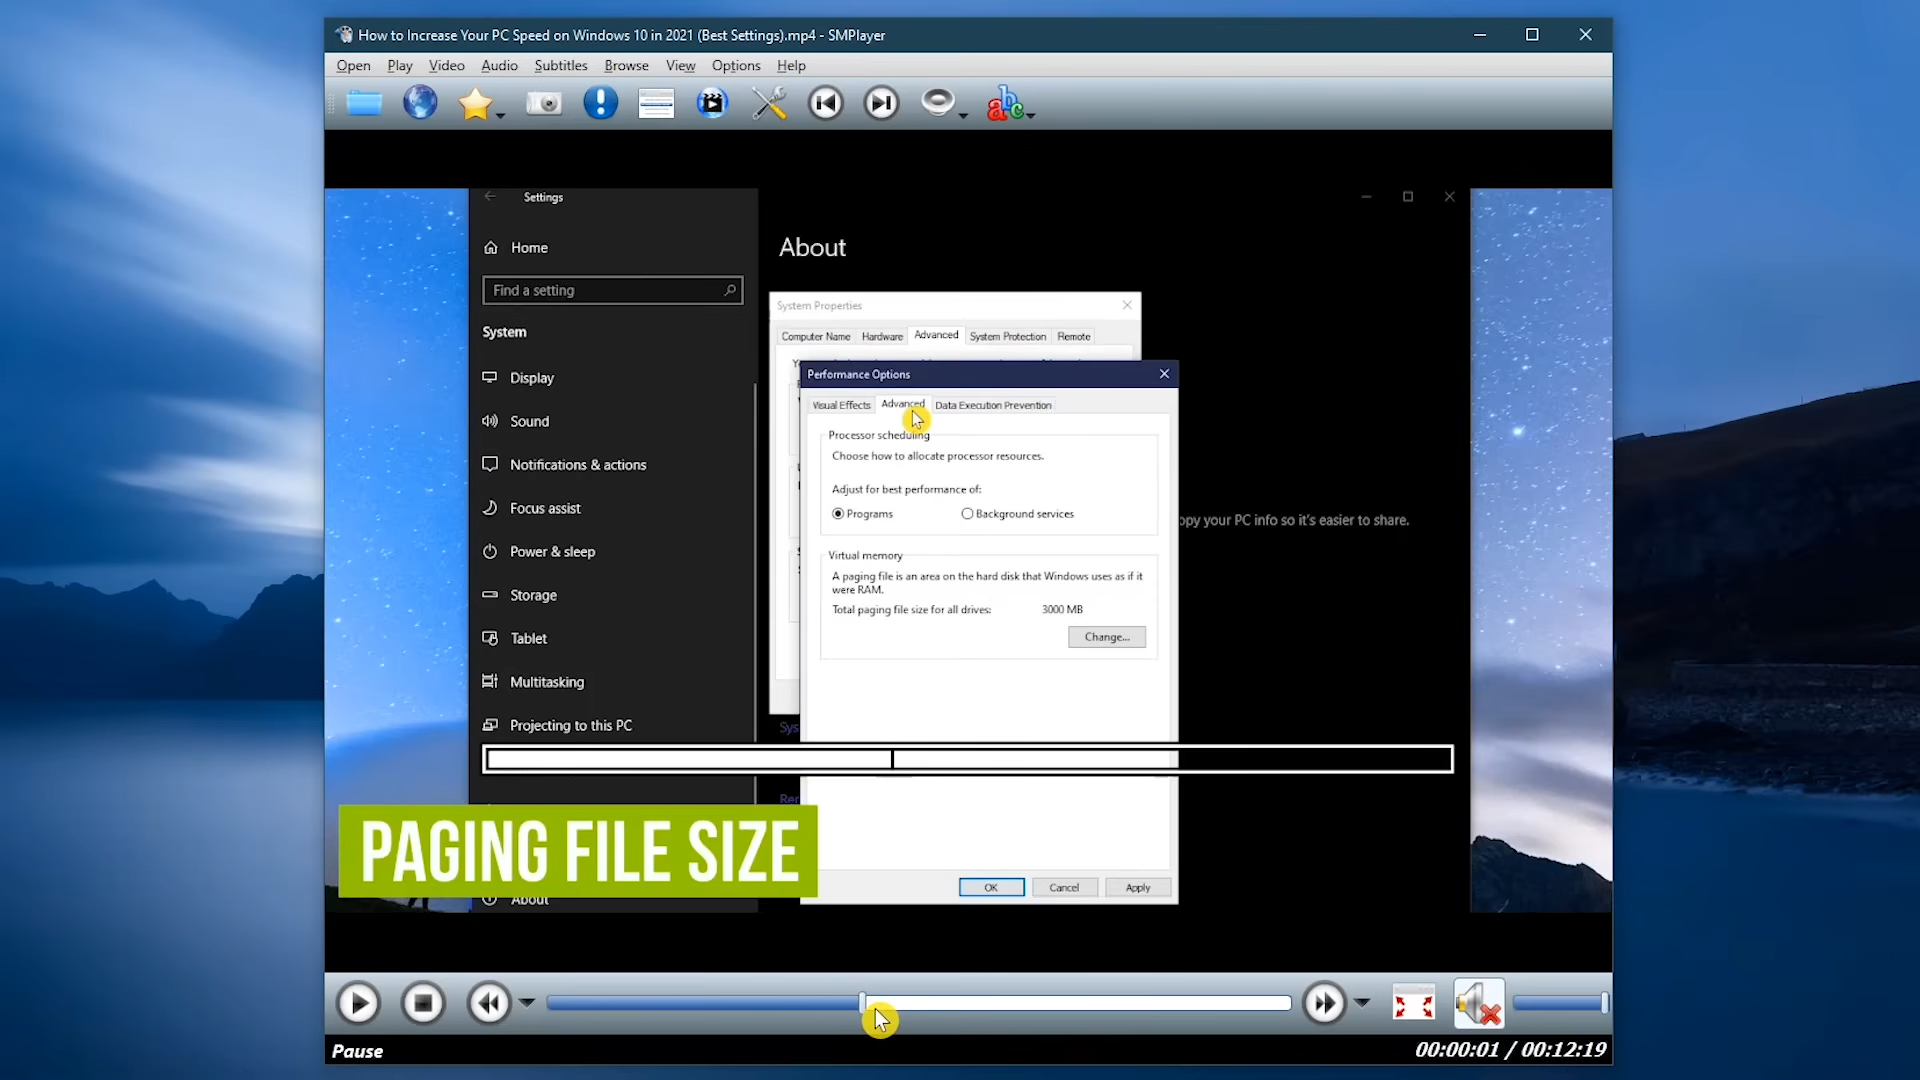 How to Increase Your PC Speed on Windows 10 in 2021 (Best Settings).mp4 - SMPlayer
Open Play Video Audio Subtitles Browse View Options Help
abc
Settings
Home
About
Find a setting
System
Display
Sound
Notifications & actions
Focus assist
Power & sleep
Storage
Tablet
Multitasking
Projecting to this PC
About
System Properties
Computer Name Hardware Advanced System Protection Remote
Performance Options
Visual Effects Advanced Data Execution Prevention
Processor scheduling
Choose how to allocate processor resources.
Adjust for best performance of:
Programs Background services
Virtual memory
A paging file is an area on the hard disk that Windows uses as if it
were RAM.
Total paging file size for all drives: 3000 MB
Change...
opy your PC info so it's easier to share.
Sys
OK Cancel Apply
PAGING FILE SIZE
Pause
00:00:01 / 00:12:19